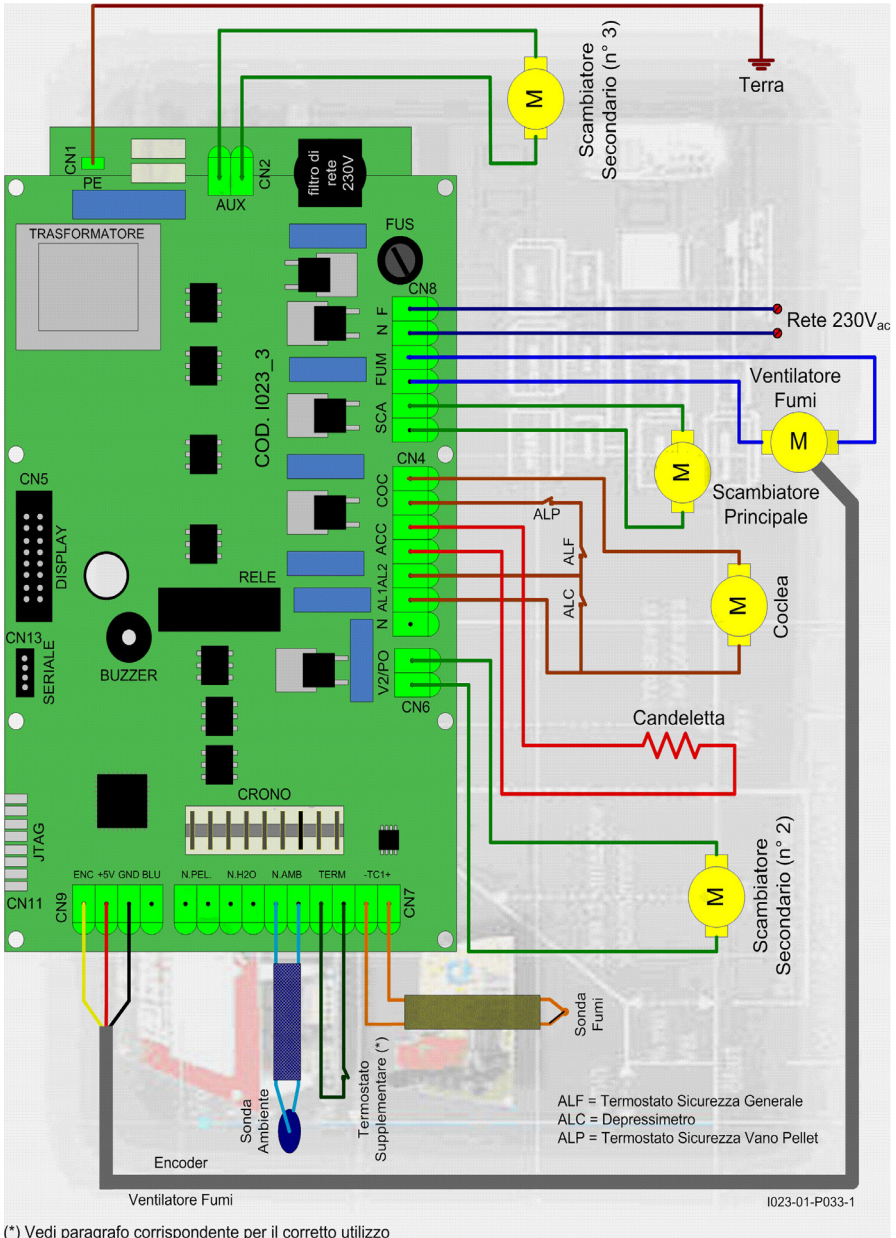 Scambiatore
Secondario (n° 3)
M
Terra
CN1
PE
CN2
AUX
filtro di
rete
230V
TRASFORMATORE
FUS
CN8
N F
FUM
SCA
Rete 230Vac
Ventilatore
Fumi
M
COD. I023_3
M
Scambiatore
Principale
CN4
COC
ACC
AL1AL2
N
ALP
ALF
ALC
M
Coclea
CN5
DISPLAY
RELE
CN13
SERIALE
BUZZER
V2/PO
CN6
Candeletta
CRONO
JTAG
CN11
M
Scambiatore
Secondario (n° 2)
ENC +5V GND BLU
N.PEL. N.H2O N.AMB TERM -TC1+
CN9
CN7
Sonda
Fumi
Sonda
Ambiente
Termostato
Supplementare (*)
ALF = Termostato Sicurezza Generale
ALC = Depressimetro
ALP = Termostato Sicurezza Vano Pellet
Encoder
Ventilatore Fumi
I023-01-P033-1
(*) Vedi paragrafo corrispondente per il corretto utilizzo